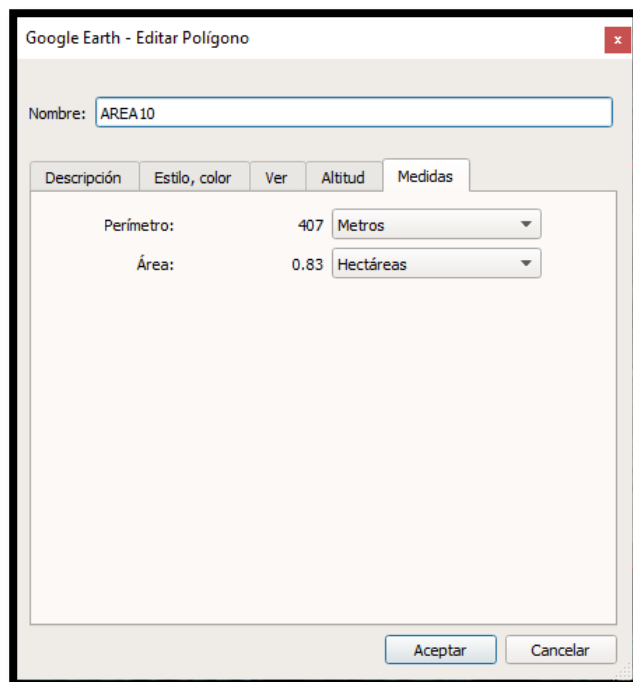 Google Earth - Editar Polígono
x
Nombre: AREA10
Descripción Estilo, color Ver Altitud Medidas
Perímetro: 407 Metros
Área: 0.83 Hectáreas
Aceptar Cancelar